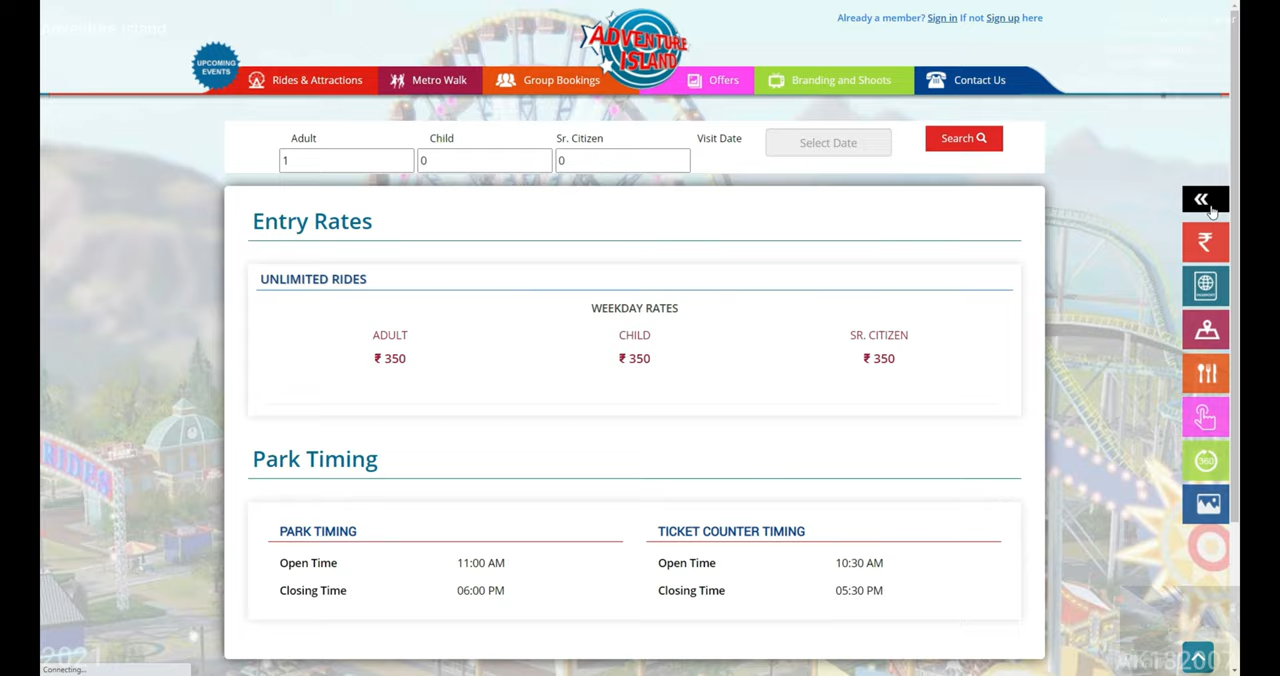 Adventure Island
Already a member? Sign in If not Sign up here
UPCOMING
EVENTS
Rides & Attractions
Metro Walk
Group Bookings
ADVENTURE
ISLAND
Offers
Branding and Shoots
Contact Us
Adult
Child
Sr. Citizen
Visit Date
Select Date
Search
1
0
0
Entry Rates
UNLIMITED RIDES
WEEKDAY RATES
ADULT
CHILD
SR. CITIZEN
₹ 350
₹ 350
₹ 350
RIDES
360
Park Timing
PARK TIMING
TICKET COUNTER TIMING
Open Time 11:00 AM
Open Time 10:30 AM
Closing Time 06:00 PM
Closing Time 05:30 PM
Connecting...